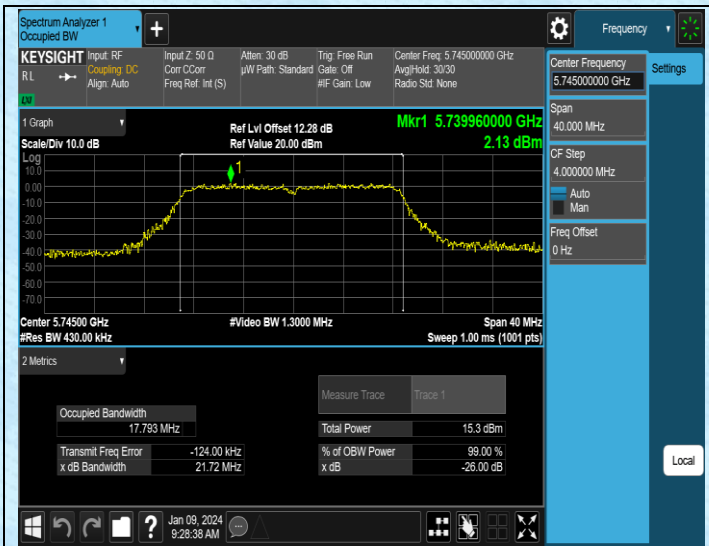 Spectrum Analyzer 1
Occupied BW
+
Frequency
KEYSIGHT
RL
LXI
Input: RF
Coupling: DC
Align: Auto
Input Z: 50 Ω
Corr CCorr
Freq Ref: Int (S)
Atten: 30 dB
µW Path: Standard
Trig: Free Run
Gate: Off
#IF Gain: Low
Center Freq: 5.745000000 GHz
Avg|Hold: 30/30
Radio Std: None
Center Frequency
5.745000000 GHz
Settings
Span
40.000 MHz
CF Step
4.000000 MHz
Auto
Man
Freq Offset
0 Hz
Local
1 Graph
Scale/Div 10.0 dB
Ref Lvl Offset 12.28 dB
Ref Value 20.00 dBm
Mkr1 5.739960000 GHz
2.13 dBm
Log
10.0
0.00
-10.0
-20.0
-30.0
-40.0
-50.0
-60.0
-70.0
1
Center 5.74500 GHz
#Res BW 430.00 kHz
#Video BW 1.3000 MHz
Span 40 MHz
Sweep 1.00 ms (1001 pts)
2 Metrics
Measure Trace
Trace 1
Occupied Bandwidth
17.793 MHz
Total Power
15.3 dBm
Transmit Freq Error
-124.00 kHz
% of OBW Power
99.00 %
x dB Bandwidth
21.72 MHz
x dB
-26.00 dB
?
Jan 09, 2024
9:28:38 AM